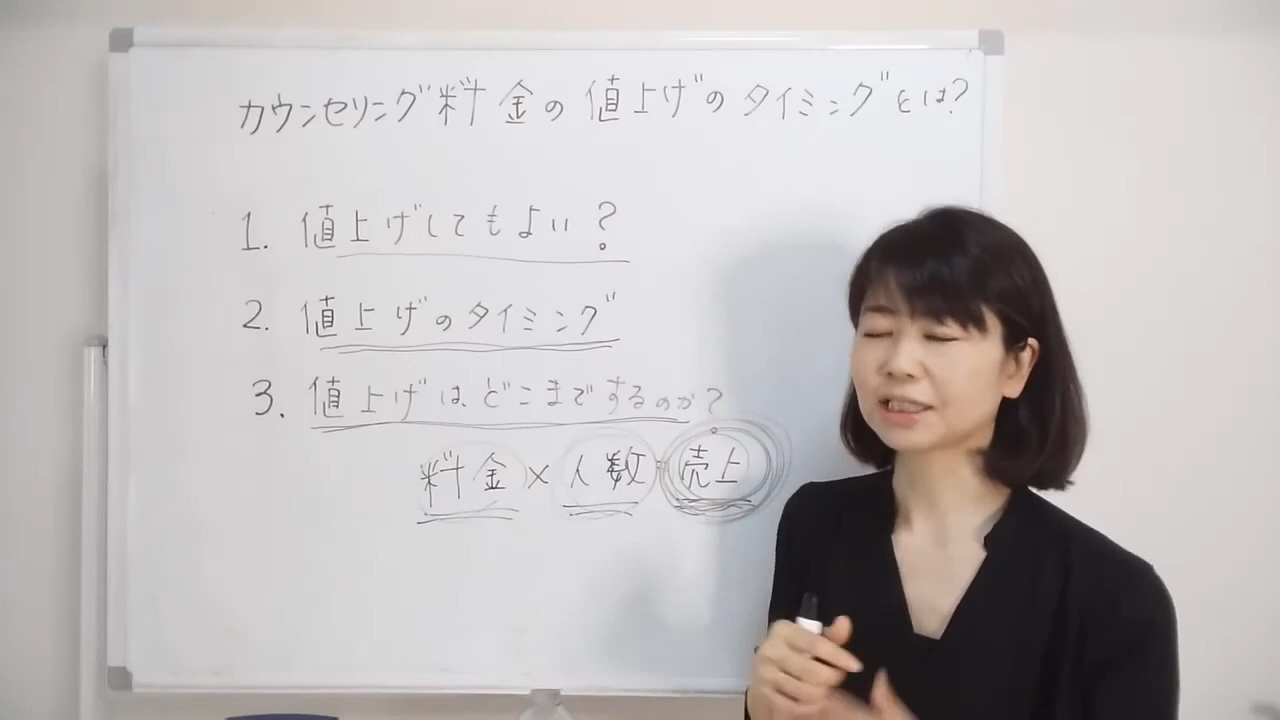 カウンセリング料金の値上げのタイミングとは?
1. 値上げしてもよい?
2. 値上げのタイミング
3. 値上げはどこまでするのか?
料金×人数=売上